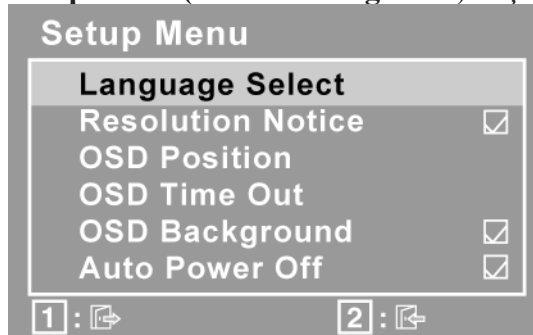 Setup Menu
Language Select
Resolution Notice
OSD Position
OSD Time Out
OSD Background
Auto Power Off
1 : 2 :